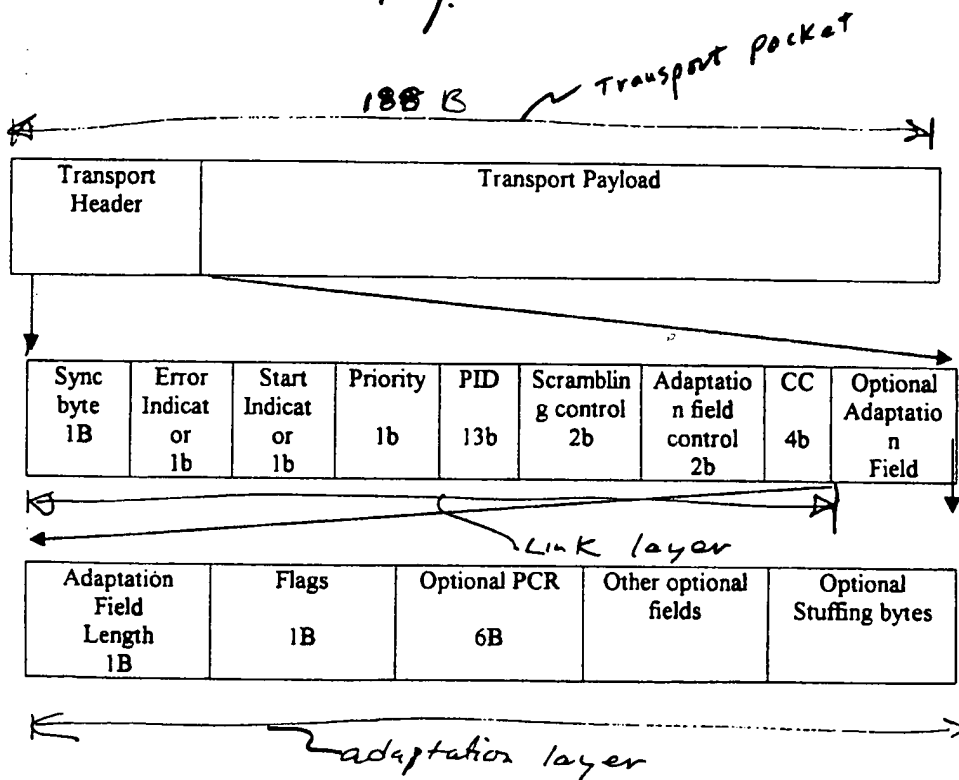 Transport pocket
188 B
Transport
Header
Transport Payload
Sync
byte
1B
Error
Indicat
or
1b
Start
Indicat
or
1b
Priority
1b
PID
13b
Scramblin
g control
2b
Adaptatio
n field
control
2b
CC
4b
Optional
Adaptatio
n
Field
Link layer
Adaptation
Field
Length
1B
Flags
1B
Optional PCR
6B
Other optional
fields
Optional
Stuffing bytes
adaptation layer